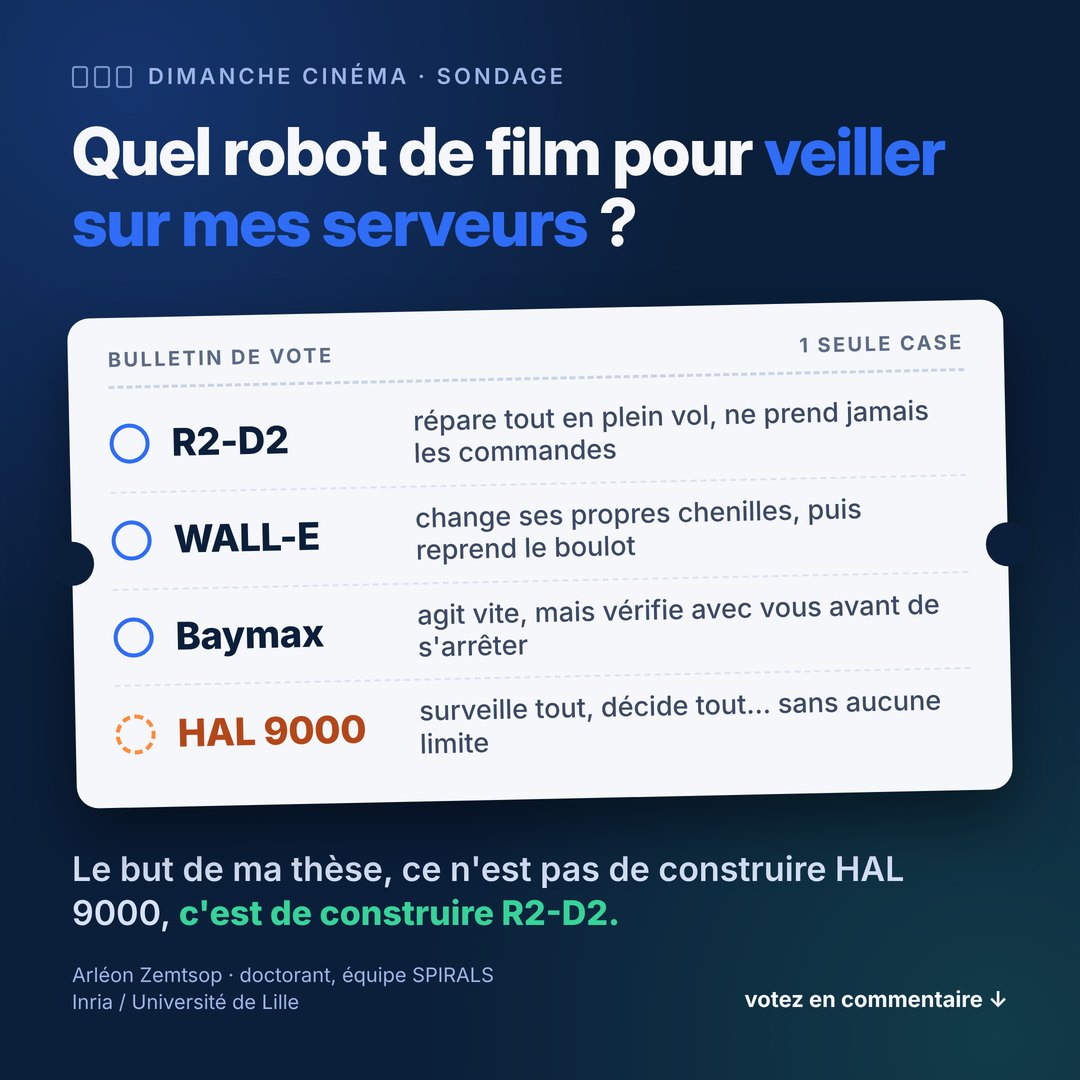 DIMANCHE CINÉMA · SONDAGE
Quel robot de film pour veiller
sur mes serveurs ?
BULLETIN DE VOTE
1 SEULE CASE
R2-D2
répare tout en plein vol, ne prend jamais
les commandes
WALL-E
change ses propres chenilles, puis
reprend le boulot
Baymax
agit vite, mais vérifie avec vous avant de
s'arrêter
HAL 9000
surveille tout, décide tout... sans aucune
limite
Le but de ma thèse, ce n'est pas de construire HAL
9000, c'est de construire R2-D2.
Arléon Zemtsop · doctorant, équipe SPIRALS
Inria / Université de Lille
votez en commentaire ↓